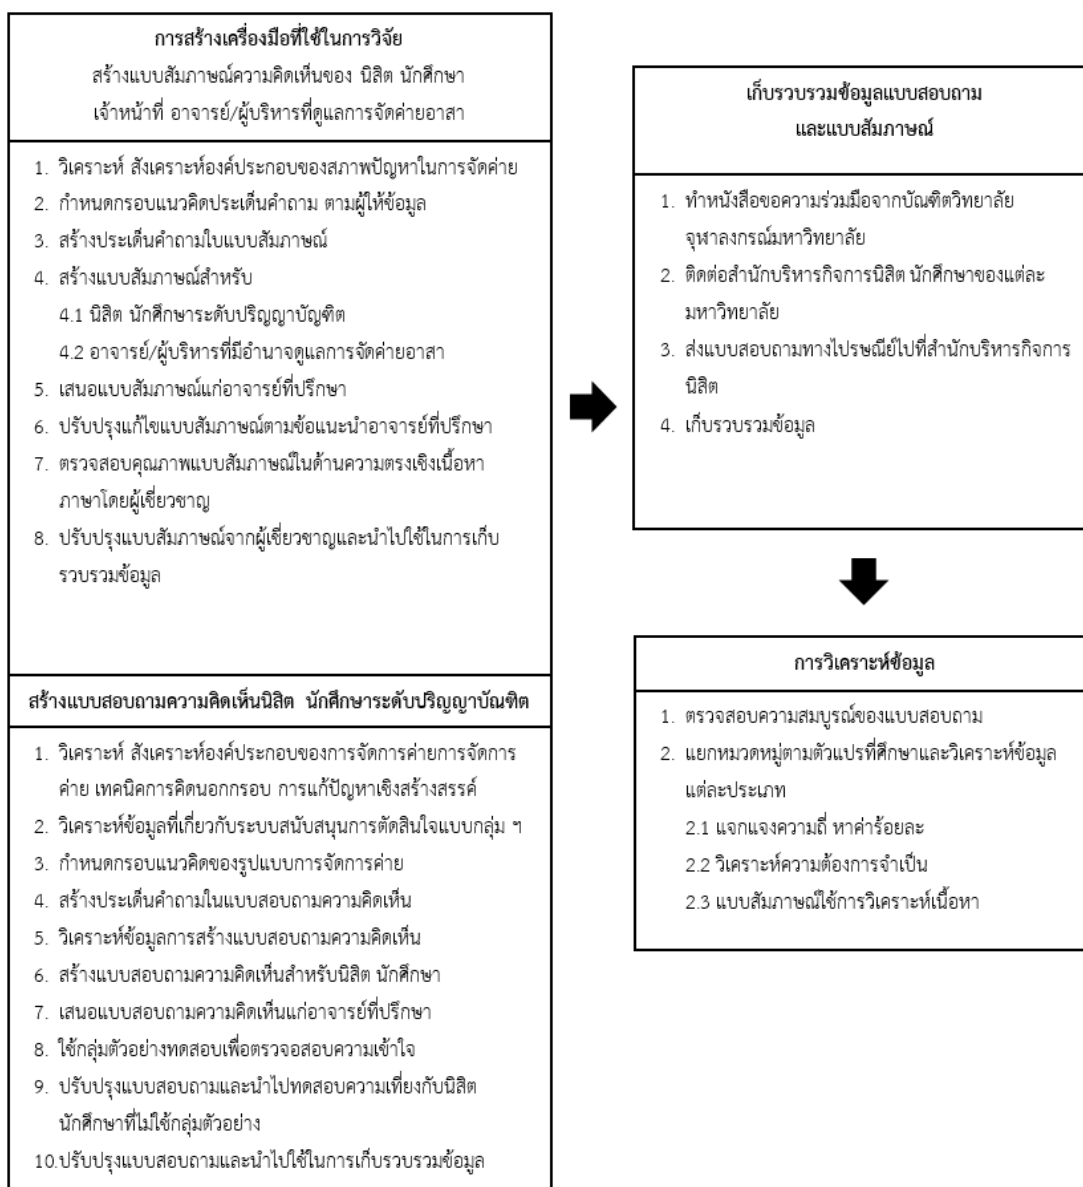 การสร้างเครื่องมือที่ใช้ในการวิจัย
สร้างแบบสัมภาษณ์ความคิดเห็นของ นิสิต นักศึกษา
เจ้าหน้าที่ อาจารย์/ผู้บริหารที่ดูแลการจัดค่ายอาสา
1. วิเคราะห์ สังเคราะห์องค์ประกอบของสภาพปัญหาในการจัดค่าย
2. กำหนดกรอบแนวคิดประเด็นคำถาม ตามผู้ให้ข้อมูล
3. สร้างประเด็นคำถามใบแบบสัมภาษณ์
4. สร้างแบบสัมภาษณ์สำหรับ
4.1 นิสิต นักศึกษาระดับปริญญาบัญฑิต
4.2 อาจารย์/ผู้บริหารที่มีอำนาจดูแลการจัดค่ายอาสา
5. เสนอแบบสัมภาษณ์แก่อาจารย์ที่ปรึกษา
6. ปรับปรุงแก้ไขแบบสัมภาษณ์ตามข้อแนะนำอาจารย์ที่ปรึกษา
7. ตรวจสอบคุณภาพแบบสัมภาษณ์ในด้านความตรงเชิงเนื้อหา
ภาษาโดยผู้เชี่ยวชาญ
8. ปรับปรุงแบบสัมภาษณ์จากผู้เชี่ยวชาญและนำไปใช้ในการเก็บ
รวบรวมข้อมูล
สร้างแบบสอบถามความคิดเห็นนิสิต นักศึกษาระดับปริญญาบัณฑิต
1. วิเคราะห์ สังเคราะห์องค์ประกอบของการจัดการค่ายการจัดการ
ค่าย เทคนิคการคิดนอกกรอบ การแก้ปัญหาเชิงสร้างสรรค์
2. วิเคราะห์ข้อมูลที่เกี่ยวกับระบบสนับสนุนการตัดสินใจแบบกลุ่ม ฯ
3. กำหนดกรอบแนวคิดของรูปแบบการจัดการค่าย
4. สร้างประเด็นคำถามในแบบสอบถามความคิดเห็น
5. วิเคราะห์ข้อมูลการสร้างแบบสอบถามความคิดเห็น
6. สร้างแบบสอบถามความคิดเห็นสำหรับนิสิต นักศึกษา
7. เสนอแบบสอบถามความคิดเห็นแก่อาจารย์ที่ปรึกษา
8. ใช้กลุ่มตัวอย่างทดสอบเพื่อตรวจอสอบความเข้าใจ
9. ปรับปรุงแบบสอบถามและนำไปทดสอบความเที่ยงกับนิสิต
นักศึกษาที่ไม่ใช้กลุ่มตัวอย่าง
10.ปรับปรุงแบบสอบถามและนำไปใช้ในการเก็บรวบรวมข้อมูล
เก็บรวบรวมข้อมูลแบบสอบถาม
และแบบสัมภาษณ์
1. ทำหนังสือขอความร่วมมือจากบัณฑิตวิทยาลัย
จุฬาลงกรณ์มหาวิทยาลัย
2. ติดต่อสำนักบริหารกิจการนิสิต นักศึกษาของแต่ละ
มหาวิทยาลัย
3. ส่งแบบสอบถามทางไปรษณีย์ไปที่สำนักบริหารกิจการ
นิสิต
4. เก็บรวบรวมข้อมูล
การวิเคราะห์ข้อมูล
1. ตรวจสอบความสมบูรณ์ของแบบสอบถาม
2. แยกหมวดหมู่ตามตัวแปรที่ศึกษาและวิเคราะห์ข้อมูล
แต่ละประเภท
2.1 แจกแจงความถี่ หาค่าร้อยละ
2.2 วิเคราะห์ความต้องการจำเป็น
2.3 แบบสัมภาษณ์ใช้การวิเคราะห์เนื้อหา